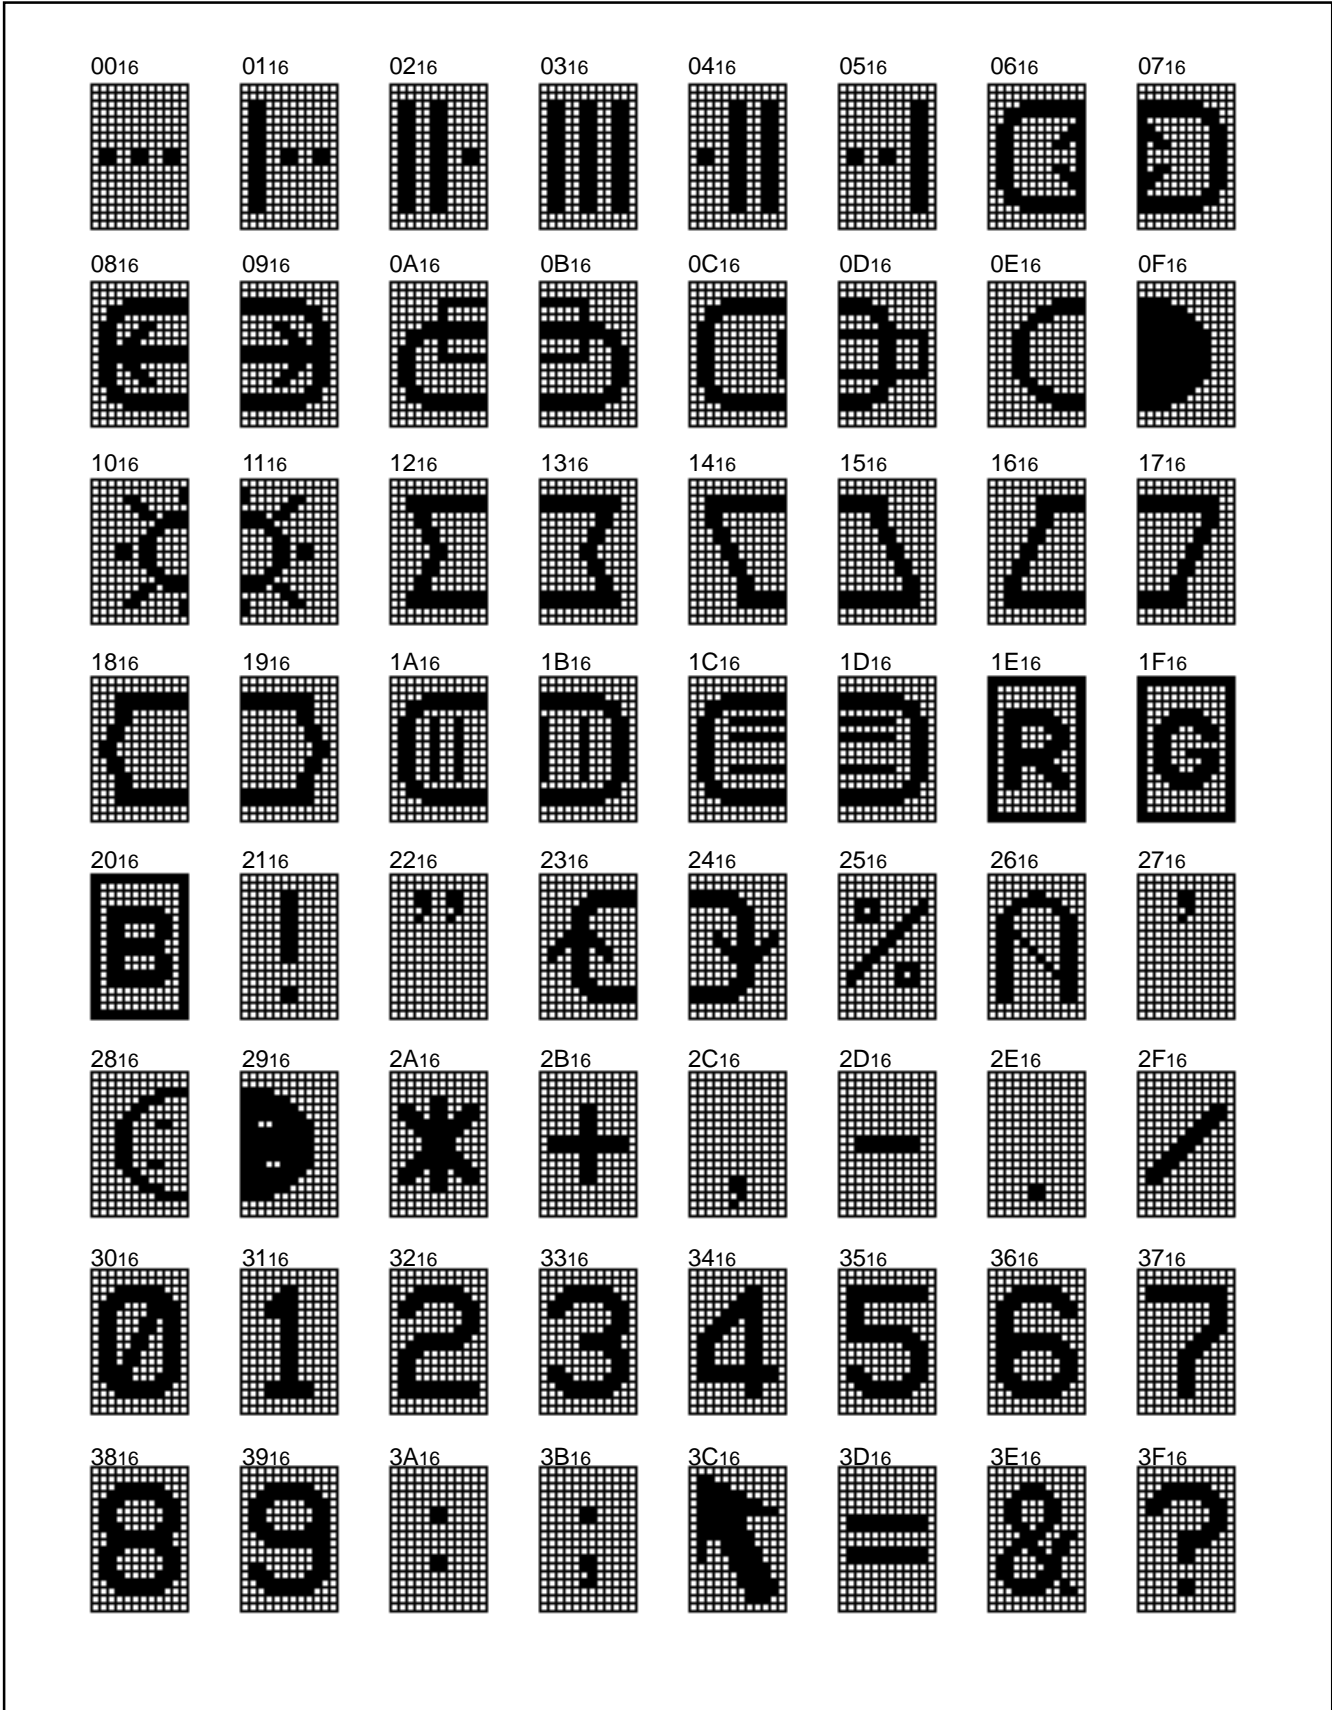 0016 0116 0216 0316 0416 0516 0616 0716
0816 0916 0A16 0B16 0C16 0D16 0E16 0F16
1016 1116 1216 1316 1416 1516 1616 1716
1816 1916 1A16 1B16 1C16 1D16 1E16 1F16
R G
2016 2116 2216 2316 2416 2516 2616 2716
B ! ” % '
2816 2916 2A16 2B16 2C16 2D16 2E16 2F16
* + , - . /
3016 3116 3216 3316 3416 3516 3616 3716
0 1 2 3 4 5 6 7
3816 3916 3A16 3B16 3C16 3D16 3E16 3F16
8 9 : ; = & ?